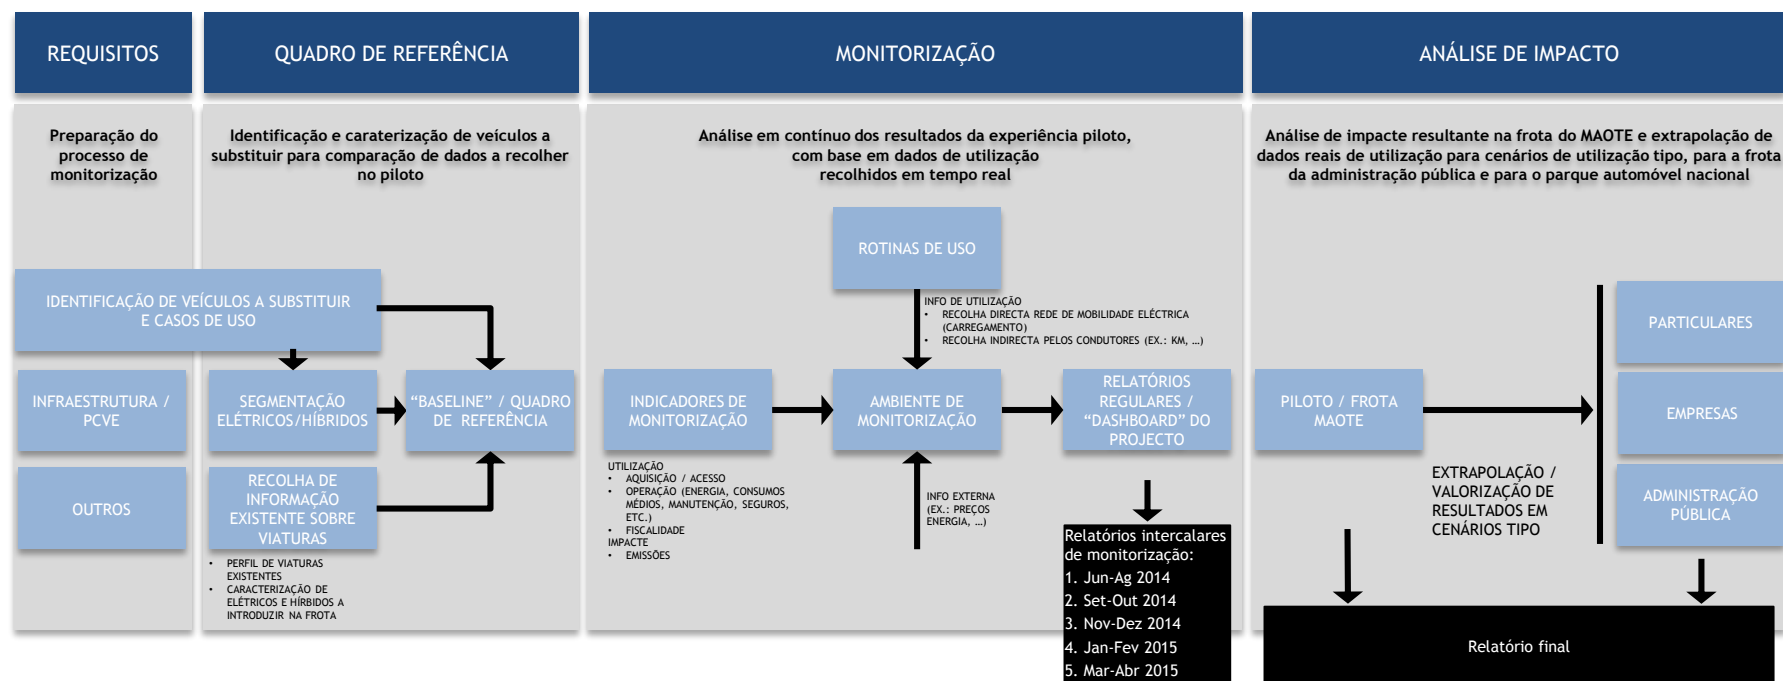 REQUISITOS
QUADRO DE REFERÊNCIA
MONITORIZAÇÃO
ANÁLISE DE IMPACTO
Preparação do
processo de
monitorização
Identificação e caraterização de veículos a
substituir para comparação de dados a recolher
no piloto
Análise em contínuo dos resultados da experiência piloto,
com base em dados de utilização
recolhidos em tempo real
Análise de impacte resultante na frota do MAOTE e extrapolação de
dados reais de utilização para cenários de utilização tipo, para a frota
da administração pública e para o parque automóvel nacional
IDENTIFICAÇÃO DE VEÍCULOS A SUBSTITUIR
E CASOS DE USO
INFRAESTRUTURA /
PCVE
OUTROS
SEGMENTAÇÃO
ELÉTRICOS/HÍBRIDOS
“BASELINE” / QUADRO
DE REFERÊNCIA
RECOLHA DE
INFORMAÇÃO
EXISTENTE SOBRE
VIATURAS
• PERFIL DE VIATURAS
EXISTENTES
• CARACTERIZAÇÃO DE
ELÉTRICOS E HÍRBIDOS A
INTRODUZIR NA FROTA
ROTINAS DE USO
INFO DE UTILIZAÇÃO
• RECOLHA DIRECTA REDE DE MOBILIDADE ELÉCTRICA
(CARREGAMENTO)
• RECOLHA INDIRECTA PELOS CONDUTORES (EX.: KM, …)
INDICADORES DE
MONITORIZAÇÃO
AMBIENTE DE
MONITORIZAÇÃO
RELATÓRIOS
REGULARES /
“DASHBOARD” DO
PROJECTO
UTILIZAÇÃO
• AQUISIÇÃO / ACESSO
• OPERAÇÃO (ENERGIA, CONSUMOS
MÉDIOS, MANUTENÇÃO, SEGUROS,
ETC.)
• FISCALIDADE
IMPACTE
• EMISSÕES
INFO EXTERNA
(EX.: PREÇOS
ENERGIA, …)
Relatórios intercalares
de monitorização:
1. Jun-Ag 2014
2. Set-Out 2014
3. Nov-Dez 2014
4. Jan-Fev 2015
5. Mar-Abr 2015
PILOTO / FROTA
MAOTE
EXTRAPOLAÇÃO /
VALORIZAÇÃO DE
RESULTADOS EM
CENÁRIOS TIPO
PARTICULARES
EMPRESAS
ADMINISTRAÇÃO
PÚBLICA
Relatório final